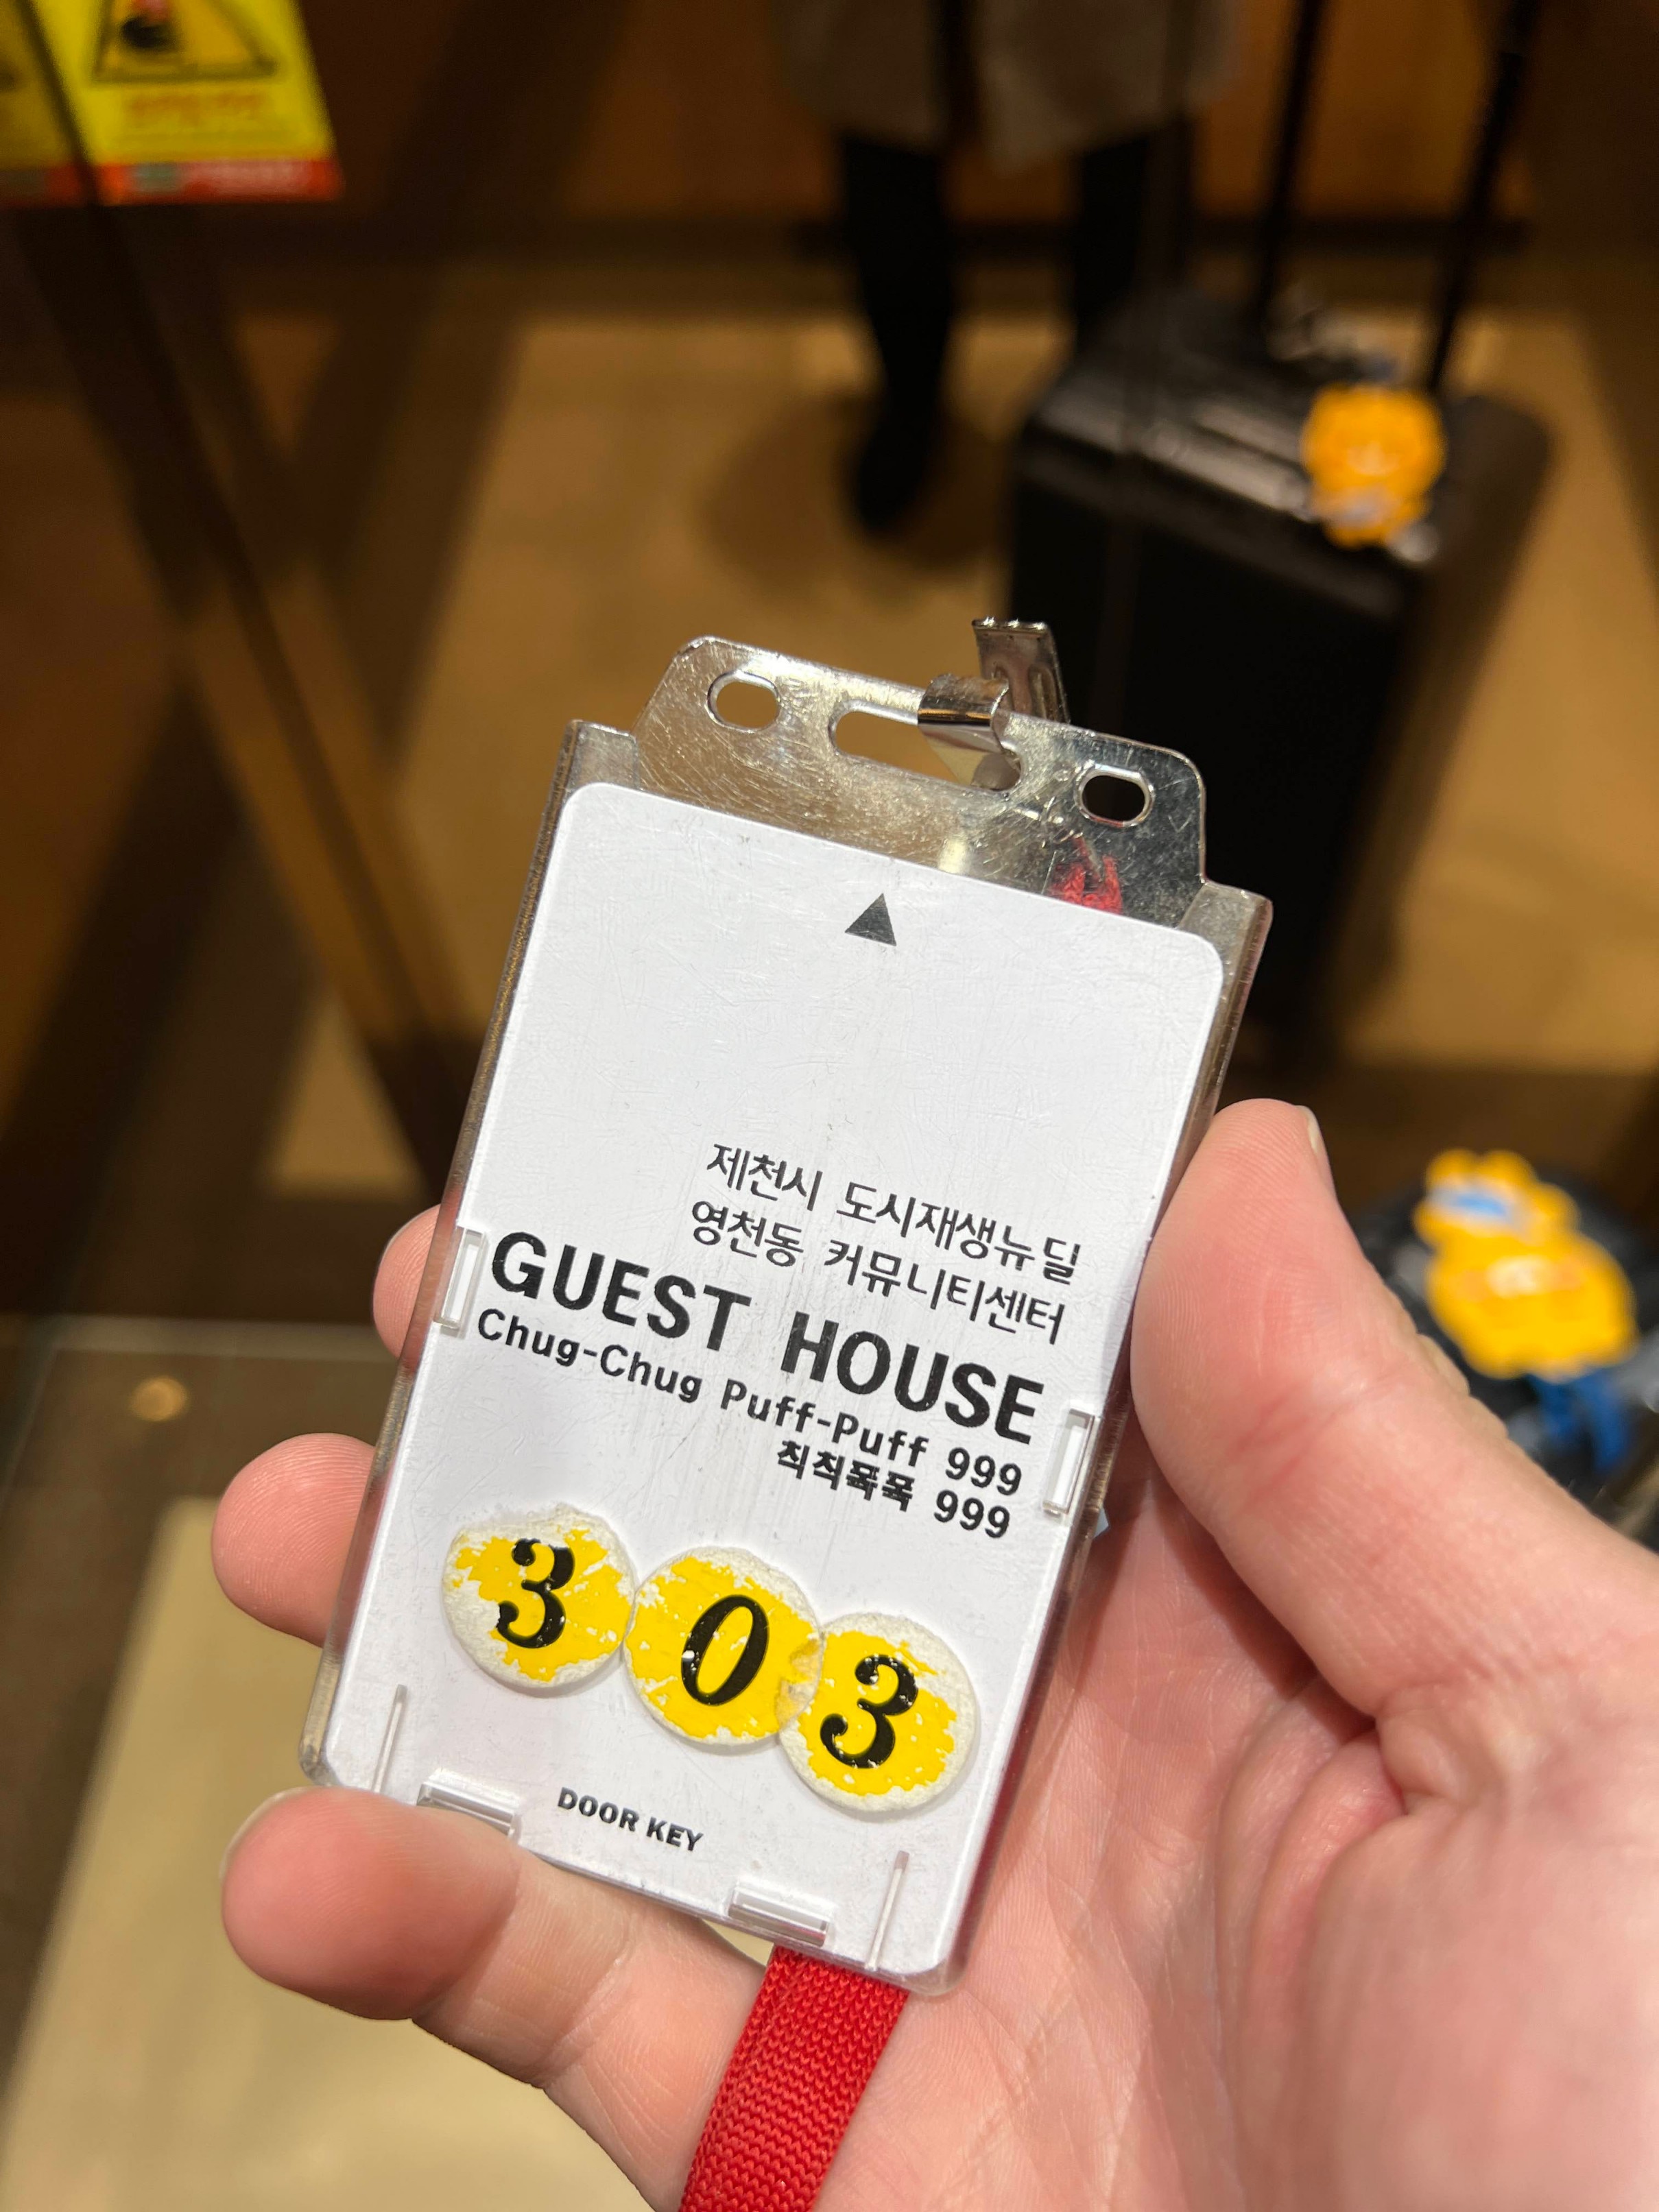 제천시 도시재생뉴딜
영천동 커뮤니티센터
GUEST HOUSE
Chug-Chug Puff-Puff 999
칙칙폭폭 999
303
DOOR KEY